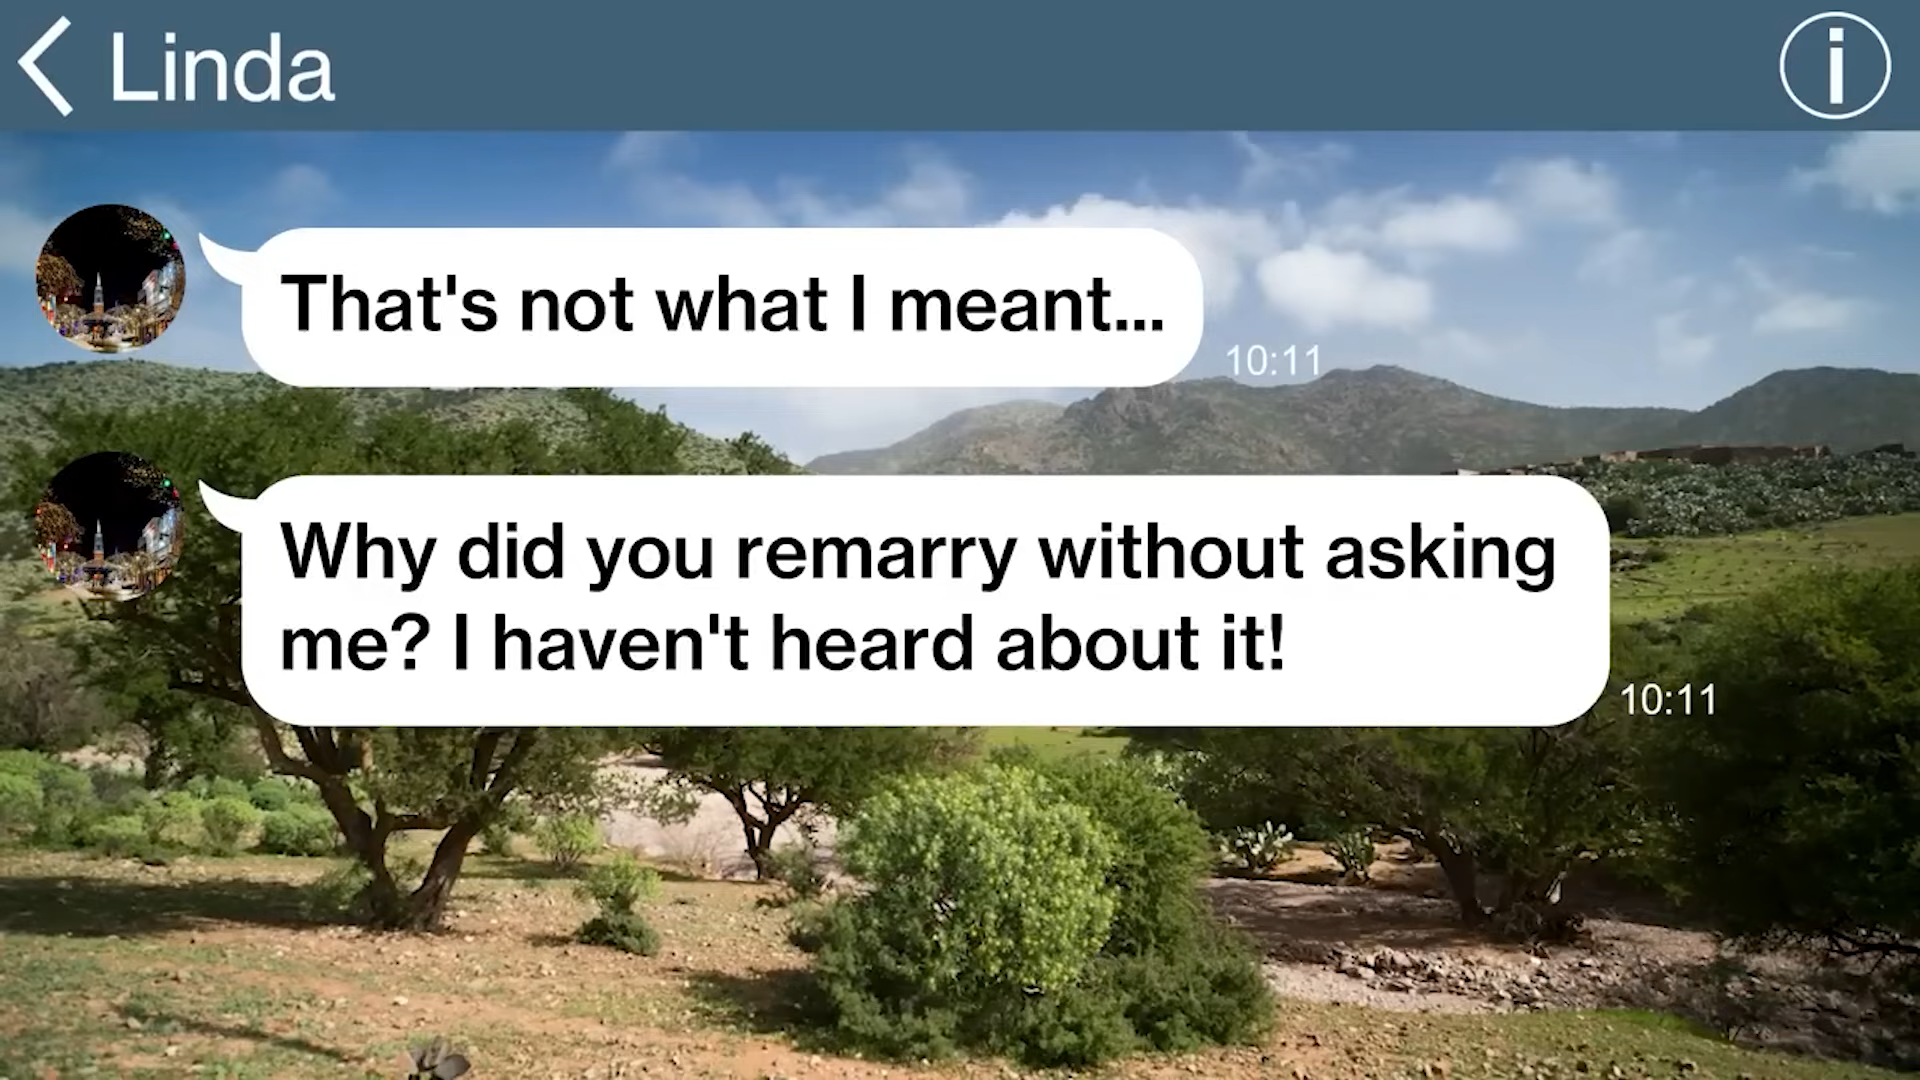 Linda
That's not what I meant...
10:11
Why did you remarry without asking
me? I haven't heard about it!
10:11